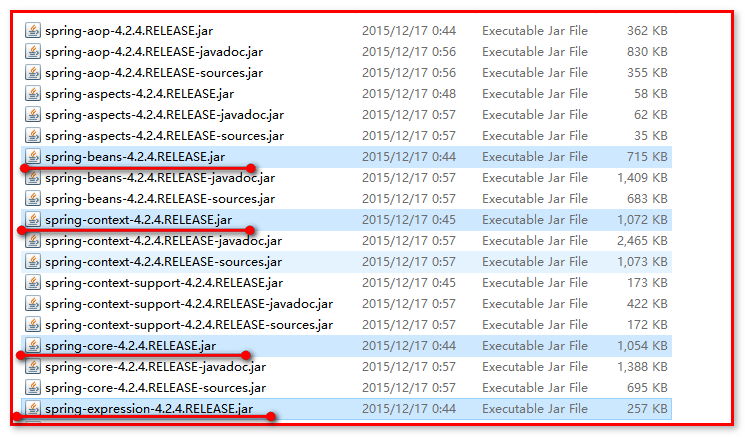 spring-aop-4.2.4.RELEASE.jar 2015/12/17 0:44 Executable Jar File 362 KB
spring-aop-4.2.4.RELEASE-javadoc.jar 2015/12/17 0:56 Executable Jar File 830 KB
spring-aop-4.2.4.RELEASE-sources.jar 2015/12/17 0:56 Executable Jar File 355 KB
spring-aspects-4.2.4.RELEASE.jar 2015/12/17 0:48 Executable Jar File 58 KB
spring-aspects-4.2.4.RELEASE-javadoc.jar 2015/12/17 0:57 Executable Jar File 62 KB
spring-aspects-4.2.4.RELEASE-sources.jar 2015/12/17 0:57 Executable Jar File 35 KB
spring-beans-4.2.4.RELEASE.jar 2015/12/17 0:44 Executable Jar File 715 KB
spring-beans-4.2.4.RELEASE-javadoc.jar 2015/12/17 0:57 Executable Jar File 1,409 KB
spring-beans-4.2.4.RELEASE-sources.jar 2015/12/17 0:57 Executable Jar File 683 KB
spring-context-4.2.4.RELEASE.jar 2015/12/17 0:45 Executable Jar File 1,072 KB
spring-context-4.2.4.RELEASE-javadoc.jar 2015/12/17 0:57 Executable Jar File 2,465 KB
spring-context-4.2.4.RELEASE-sources.jar 2015/12/17 0:57 Executable Jar File 1,073 KB
spring-context-support-4.2.4.RELEASE.jar 2015/12/17 0:45 Executable Jar File 173 KB
spring-context-support-4.2.4.RELEASE-javadoc.jar 2015/12/17 0:57 Executable Jar File 422 KB
spring-context-support-4.2.4.RELEASE-sources.jar 2015/12/17 0:57 Executable Jar File 172 KB
spring-core-4.2.4.RELEASE.jar 2015/12/17 0:44 Executable Jar File 1,054 KB
spring-core-4.2.4.RELEASE-javadoc.jar 2015/12/17 0:57 Executable Jar File 1,388 KB
spring-core-4.2.4.RELEASE-sources.jar 2015/12/17 0:57 Executable Jar File 695 KB
spring-expression-4.2.4.RELEASE.jar 2015/12/17 0:44 Executable Jar File 257 KB